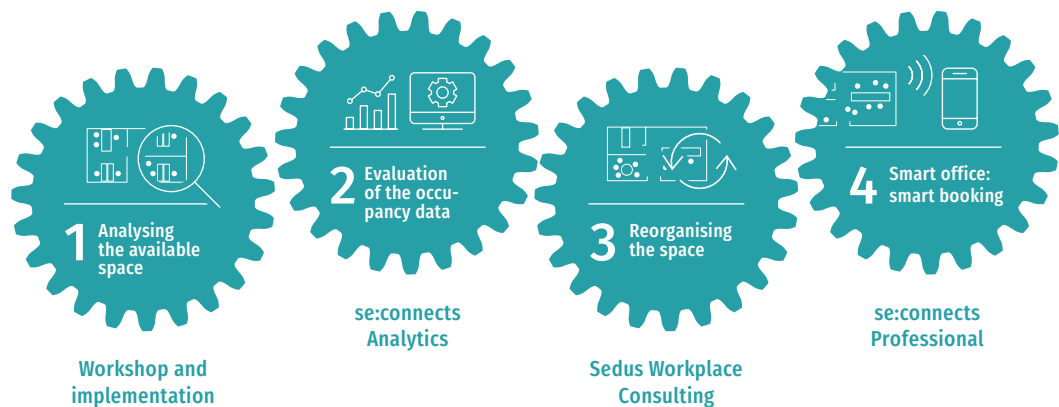 1 Analysing
the available
space
Workshop and
implementation
2 Evaluation
of the occu-
pancy data
se:connects
Analytics
3 Reorganising
the space
Sedus Workplace
Consulting
4 Smart office:
smart booking
se:connects
Professional